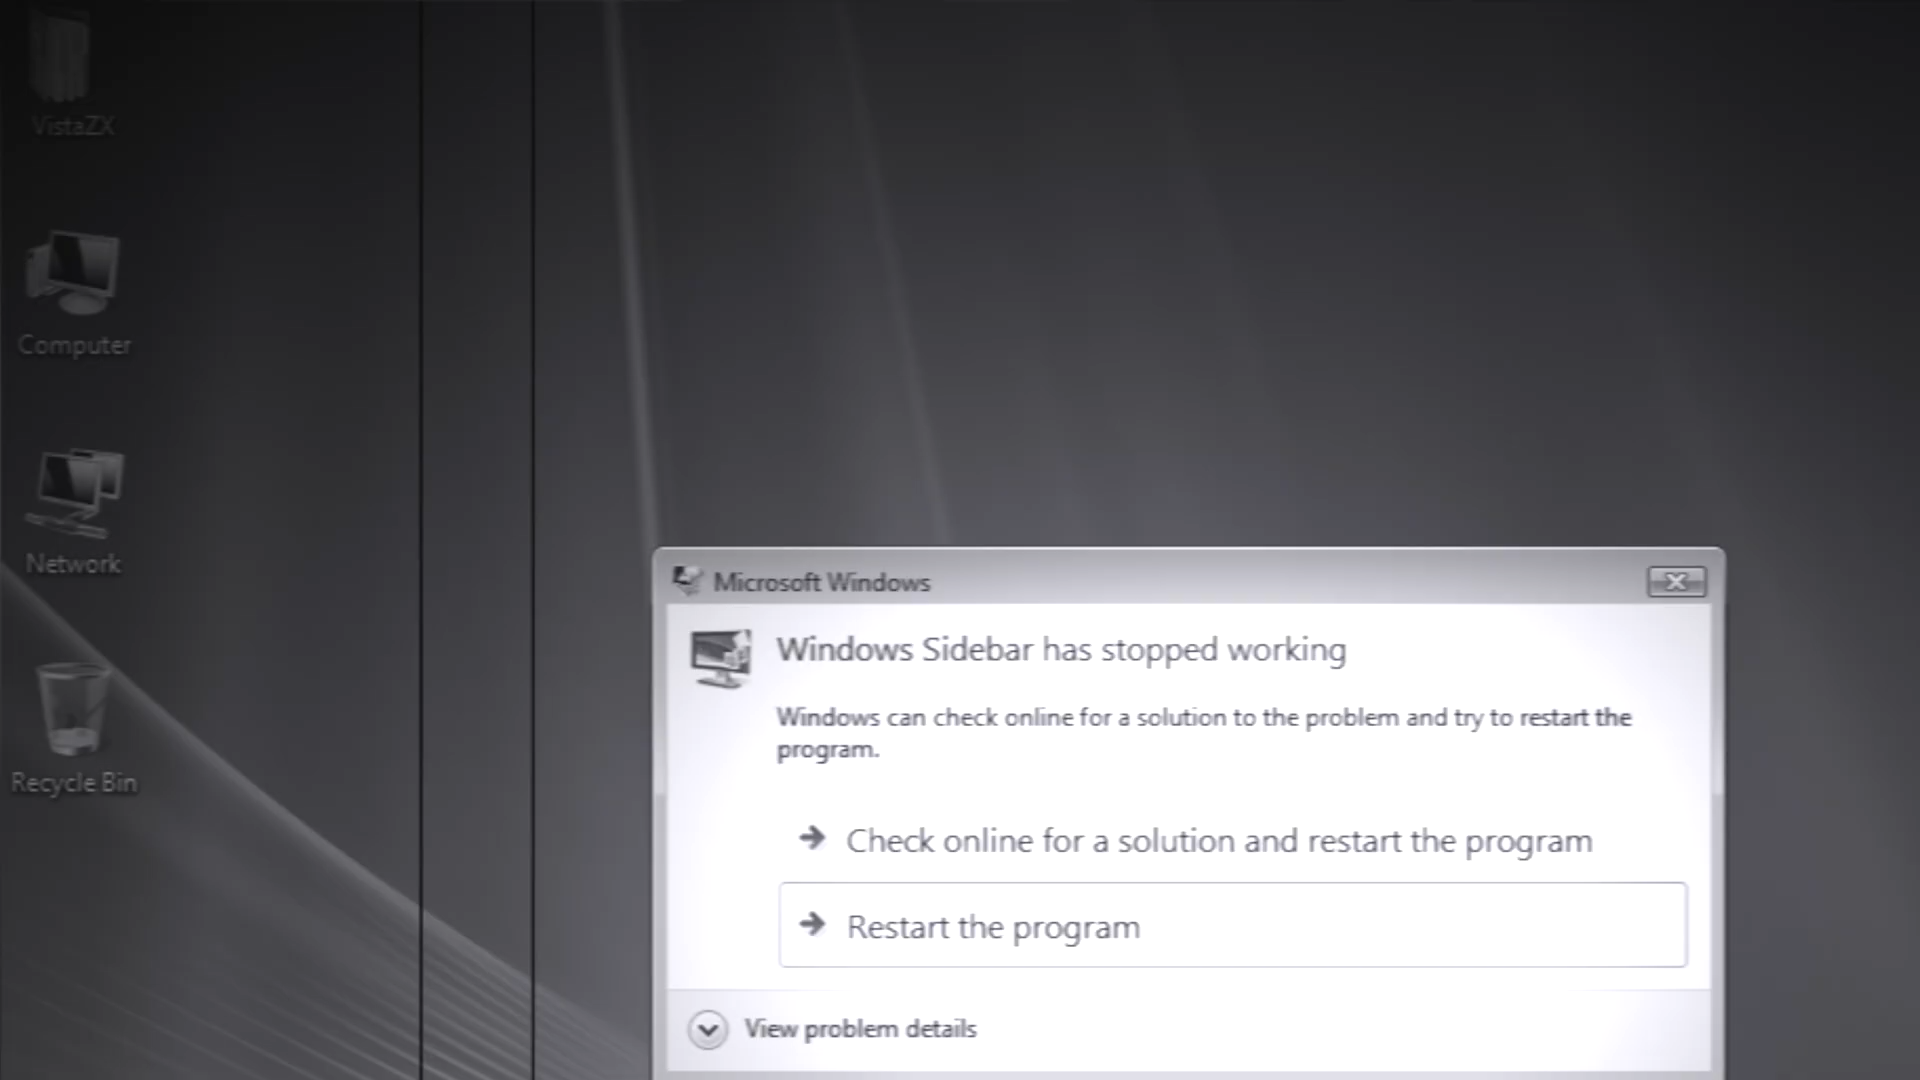 VistaZX
Computer
Network
Recycle Bin
Microsoft Windows
Windows Sidebar has stopped working
Windows can check online for a solution to the problem and try to restart the
program.
Check online for a solution and restart the program
Restart the program
View problem details